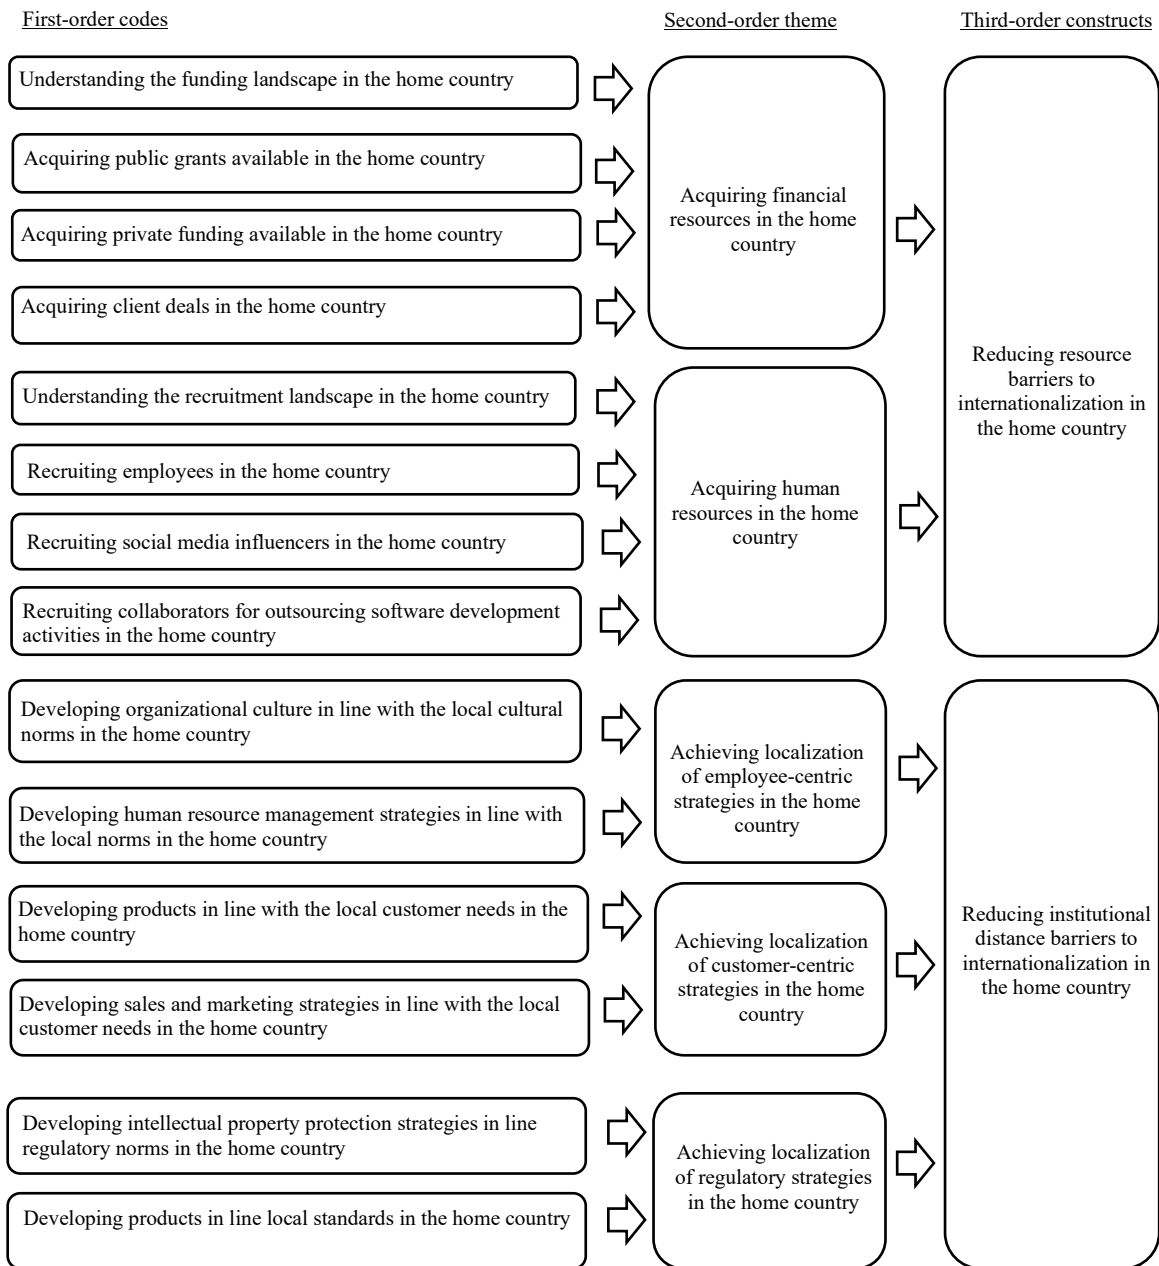 First-order codes
Second-order theme
Third-order constructs
Understanding the funding landscape in the home country
Acquiring public grants available in the home country
Acquiring private funding available in the home country
Acquiring client deals in the home country
Acquiring financial
resources in the home
country
Understanding the recruitment landscape in the home country
Recruiting employees in the home country
Recruiting social media influencers in the home country
Recruiting collaborators for outsourcing software development
activities in the home country
Acquiring human
resources in the home
country
Reducing resource
barriers to
internationalization in
the home country
Developing organizational culture in line with the local cultural
norms in the home country
Developing human resource management strategies in line with
the local norms in the home country
Achieving localization
of employee-centric
strategies in the home
country
Developing products in line with the local customer needs in the
home country
Developing sales and marketing strategies in line with the local
customer needs in the home country
Achieving localization
of customer-centric
strategies in the home
country
Developing intellectual property protection strategies in line
regulatory norms in the home country
Developing products in line local standards in the home country
Achieving localization
of regulatory strategies
in the home country
Reducing institutional
distance barriers to
internationalization in
the home country